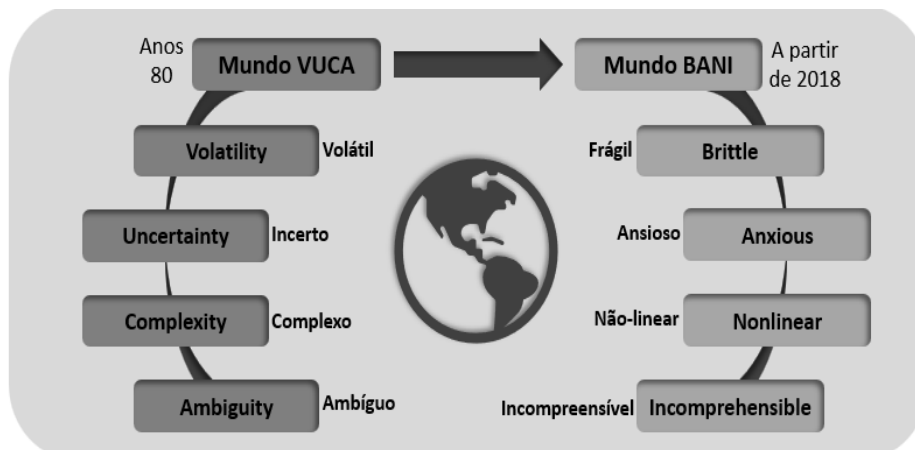 Anos
80
Mundo VUCA
Mundo BANI
A partir
de 2018
Volatility
Volátil
Frágil
Brittle
Uncertainty
Incerto
Ansioso
Anxious
Complexity
Complexo
Não-linear
Nonlinear
Ambiguity
Ambíguo
Incompreensível
Incomprehensible